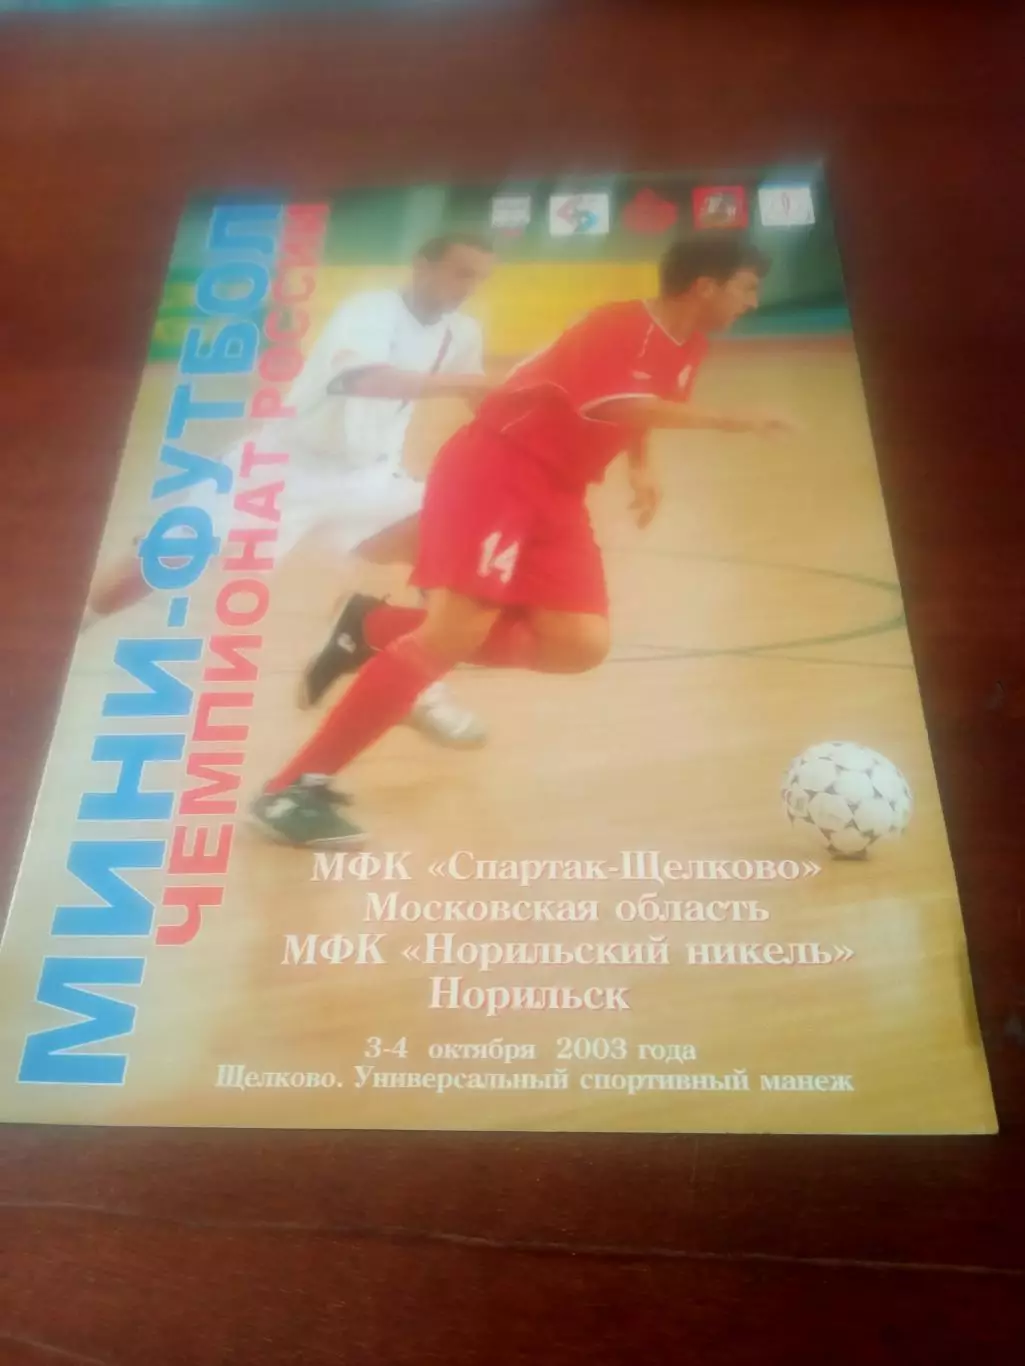 МИНИ-ФУТБОЛ
ЧЕМПИОНАТ РОССИИ
14
МФК «Спартак-Щелково»
Московская область
МФК «Норильский никель»
Норильск
3-4 октября 2003 года
Щелково. Универсальный спортивный манеж